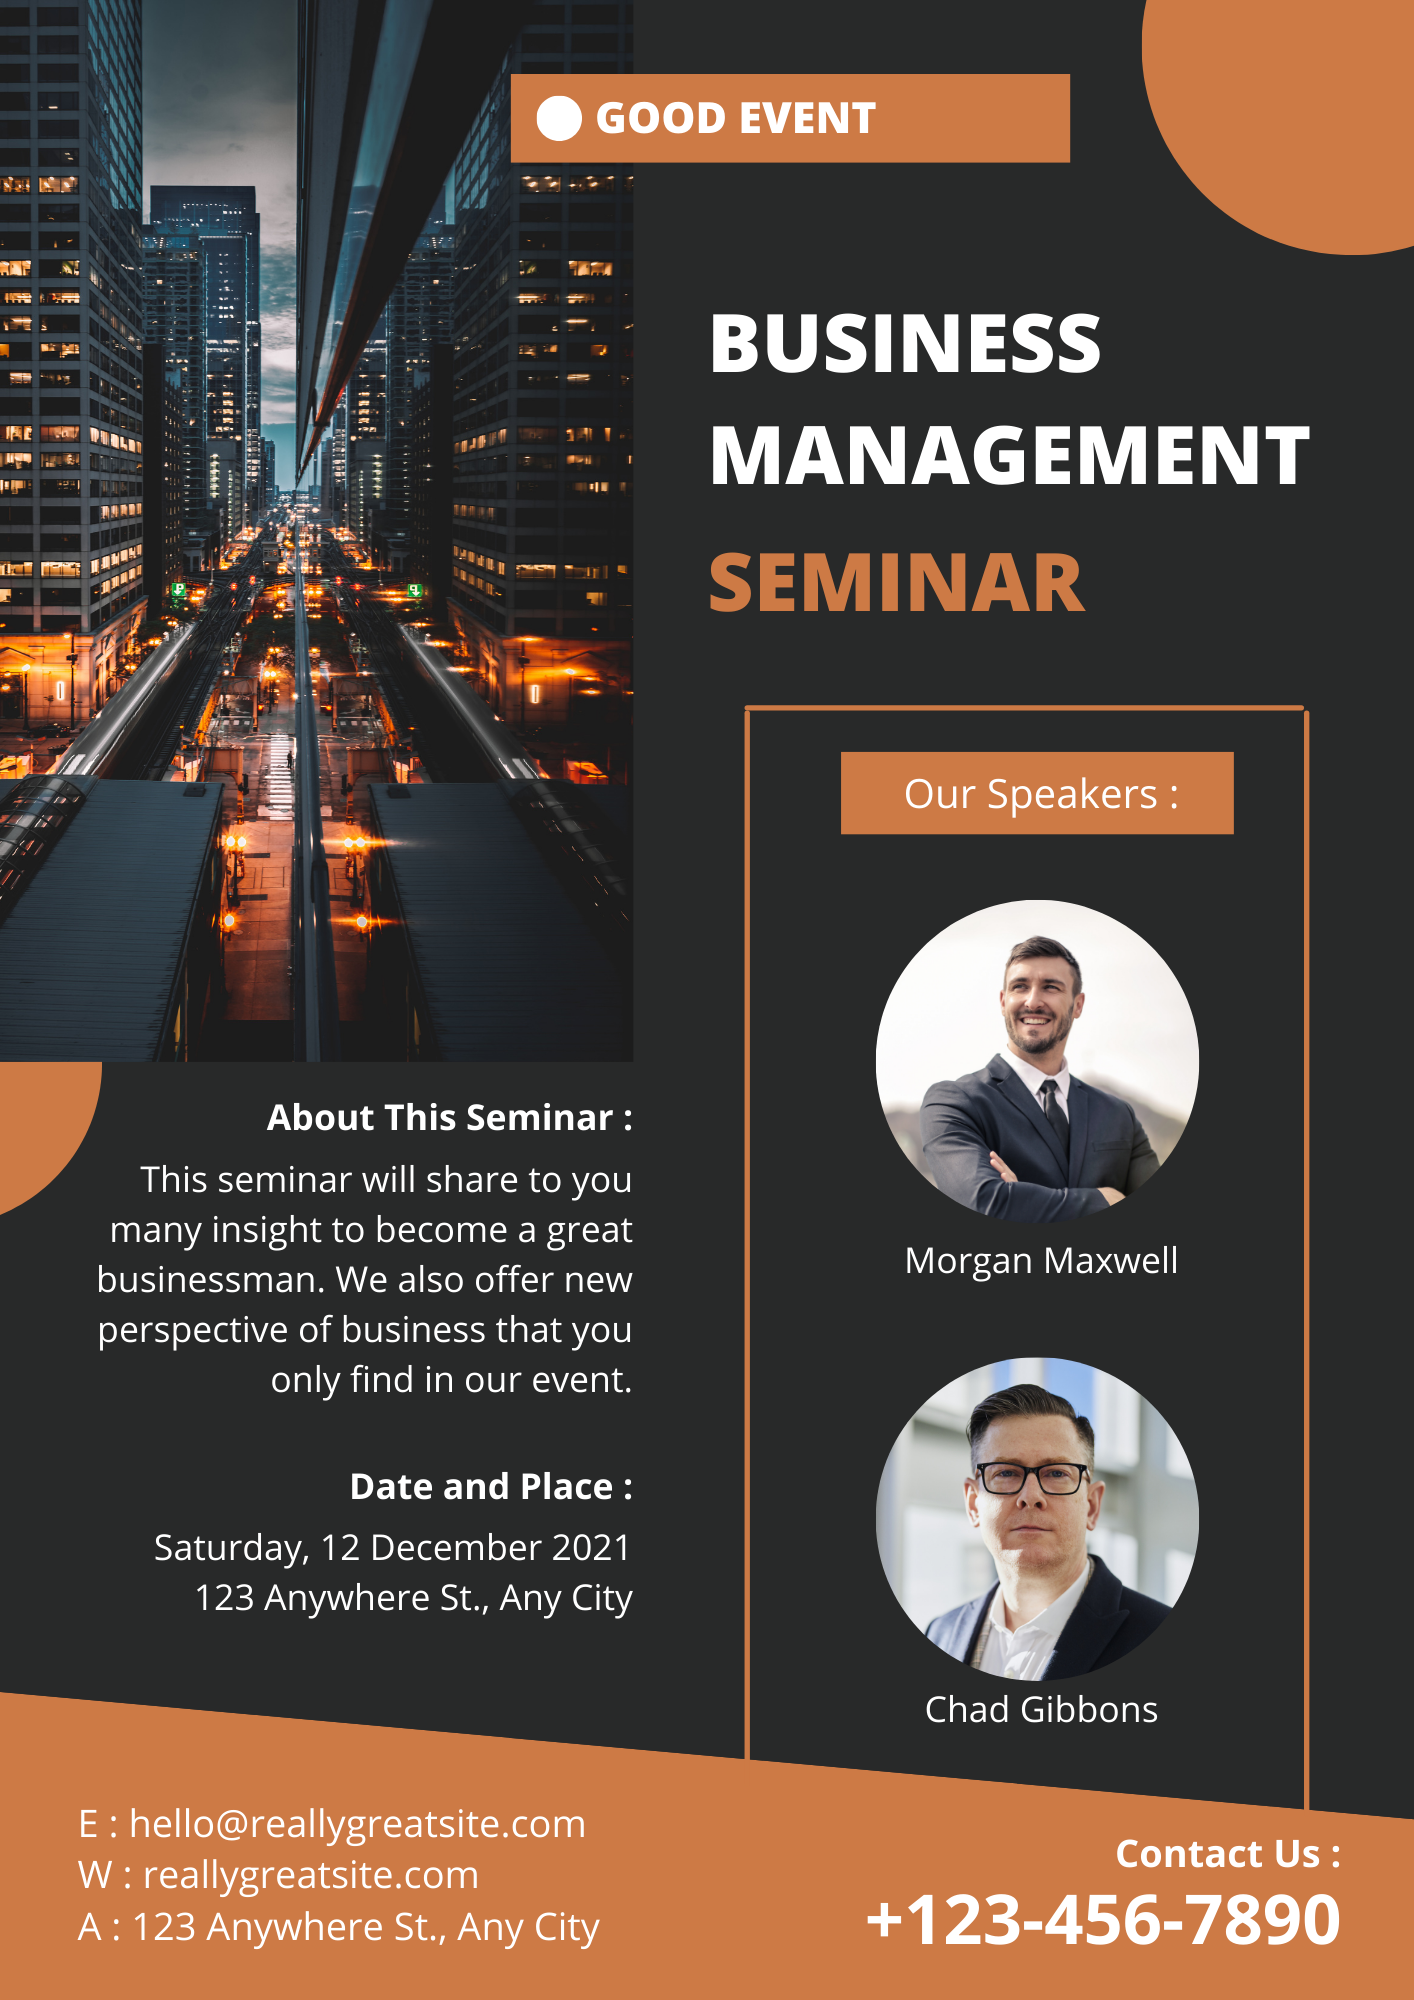 GOOD EVENT
BUSINESS
MANAGEMENT
SEMINAR
Our Speakers :
Morgan Maxwell
Chad Gibbons
About This Seminar :
This seminar will share to you
many insight to become a great
businessman. We also offer new
perspective of business that you
only find in our event.
Date and Place :
Saturday, 12 December 2021
123 Anywhere St., Any City
E : hello@reallygreatsite.com
W : reallygreatsite.com
A : 123 Anywhere St., Any City
Contact Us :
+123-456-7890